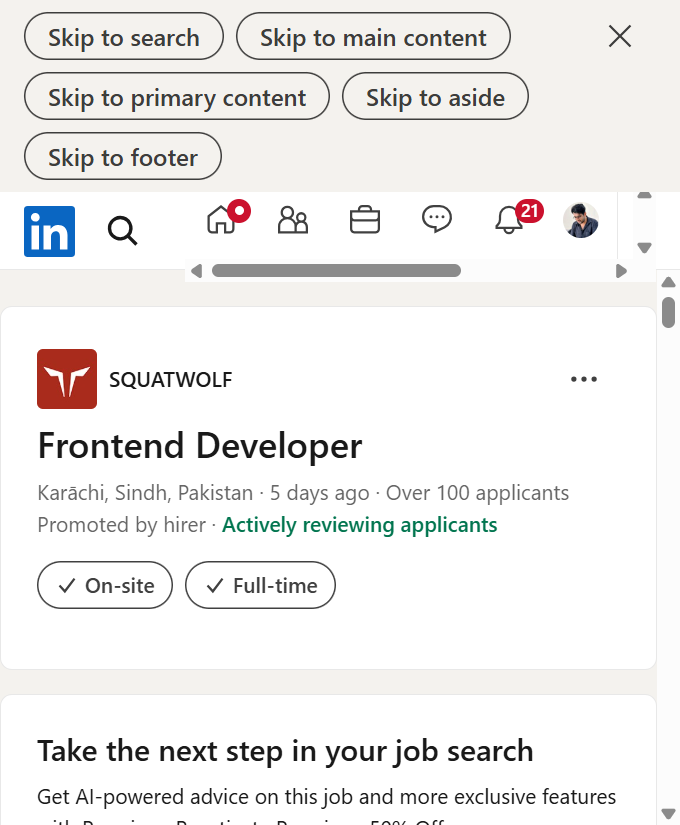 Skip to search
Skip to main content
Skip to primary content
Skip to aside
Skip to footer
in
21
SQUATWOLF
Frontend Developer
Karāchi, Sindh, Pakistan · 5 days ago · Over 100 applicants
Promoted by hirer · Actively reviewing applicants
On-site
Full-time
Take the next step in your job search
Get AI-powered advice on this job and more exclusive features